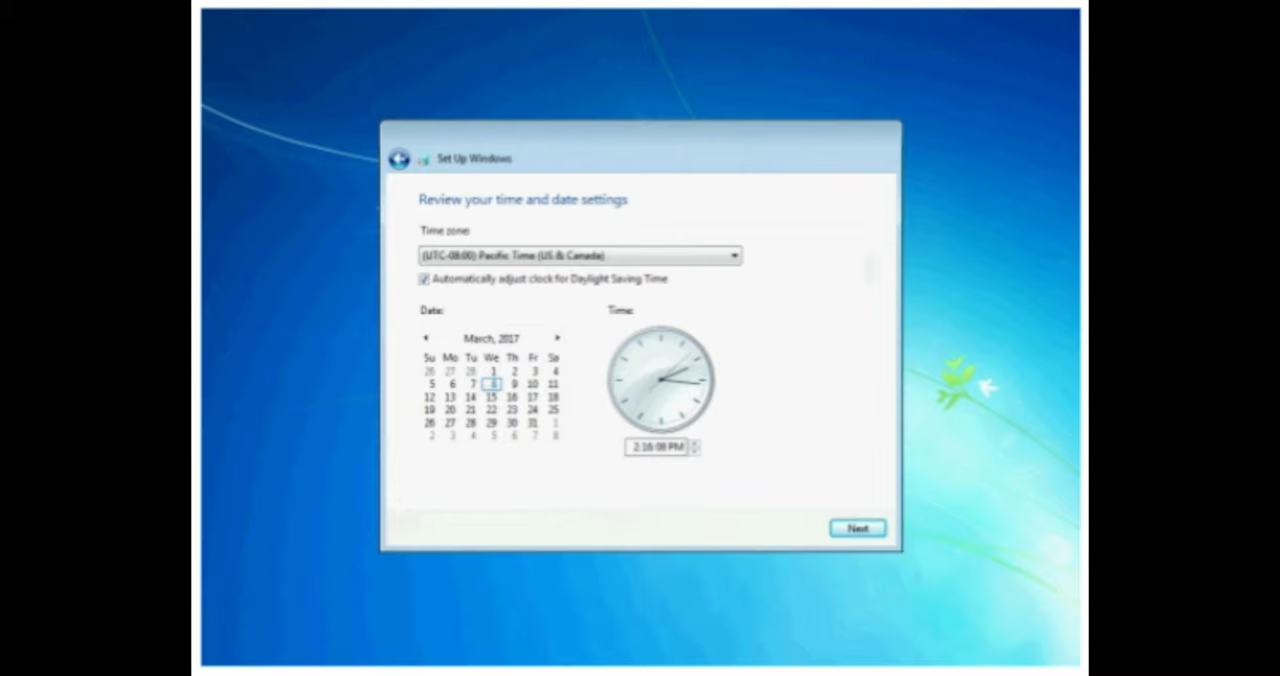 Set Up Windows
Review your time and date settings
Time zone:
(UTC-08:00) Pacific Time (US & Canada)
Automatically adjust clock for Daylight Saving Time
Date:
Time:
March, 2017
Su Mo Tu We Th Fr Sa
26 27 28 1 2 3 4
5 6 7 8 9 10 11
12 13 14 15 16 17 18
19 20 21 22 23 24 25
26 27 28 29 30 31 1
2 3 4 5 6 7 8
2:16:08 PM
Next